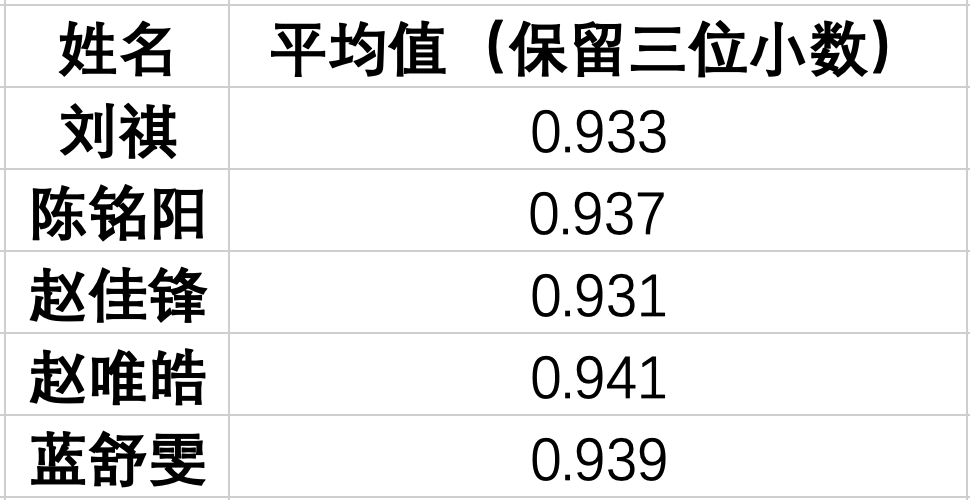 姓名 平均值（保留三位小数）
刘祺 0.933
陈铭阳 0.937
赵佳锋 0.931
赵唯皓 0.941
蓝舒雯 0.939